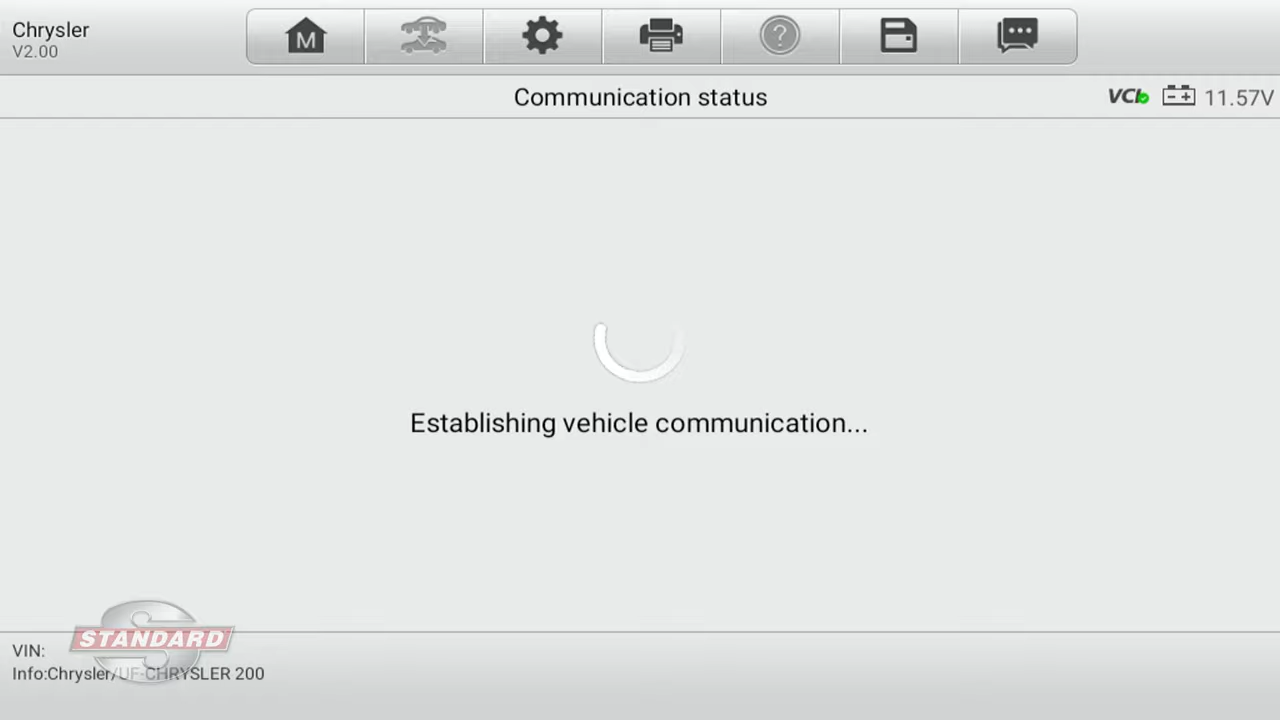 Chrysler
V2.00
M
?
Communication status
VCI
11.57V
Establishing vehicle communication...
STANDARD
S
VIN:
Info:Chrysler/UF-CHRYSLER 200